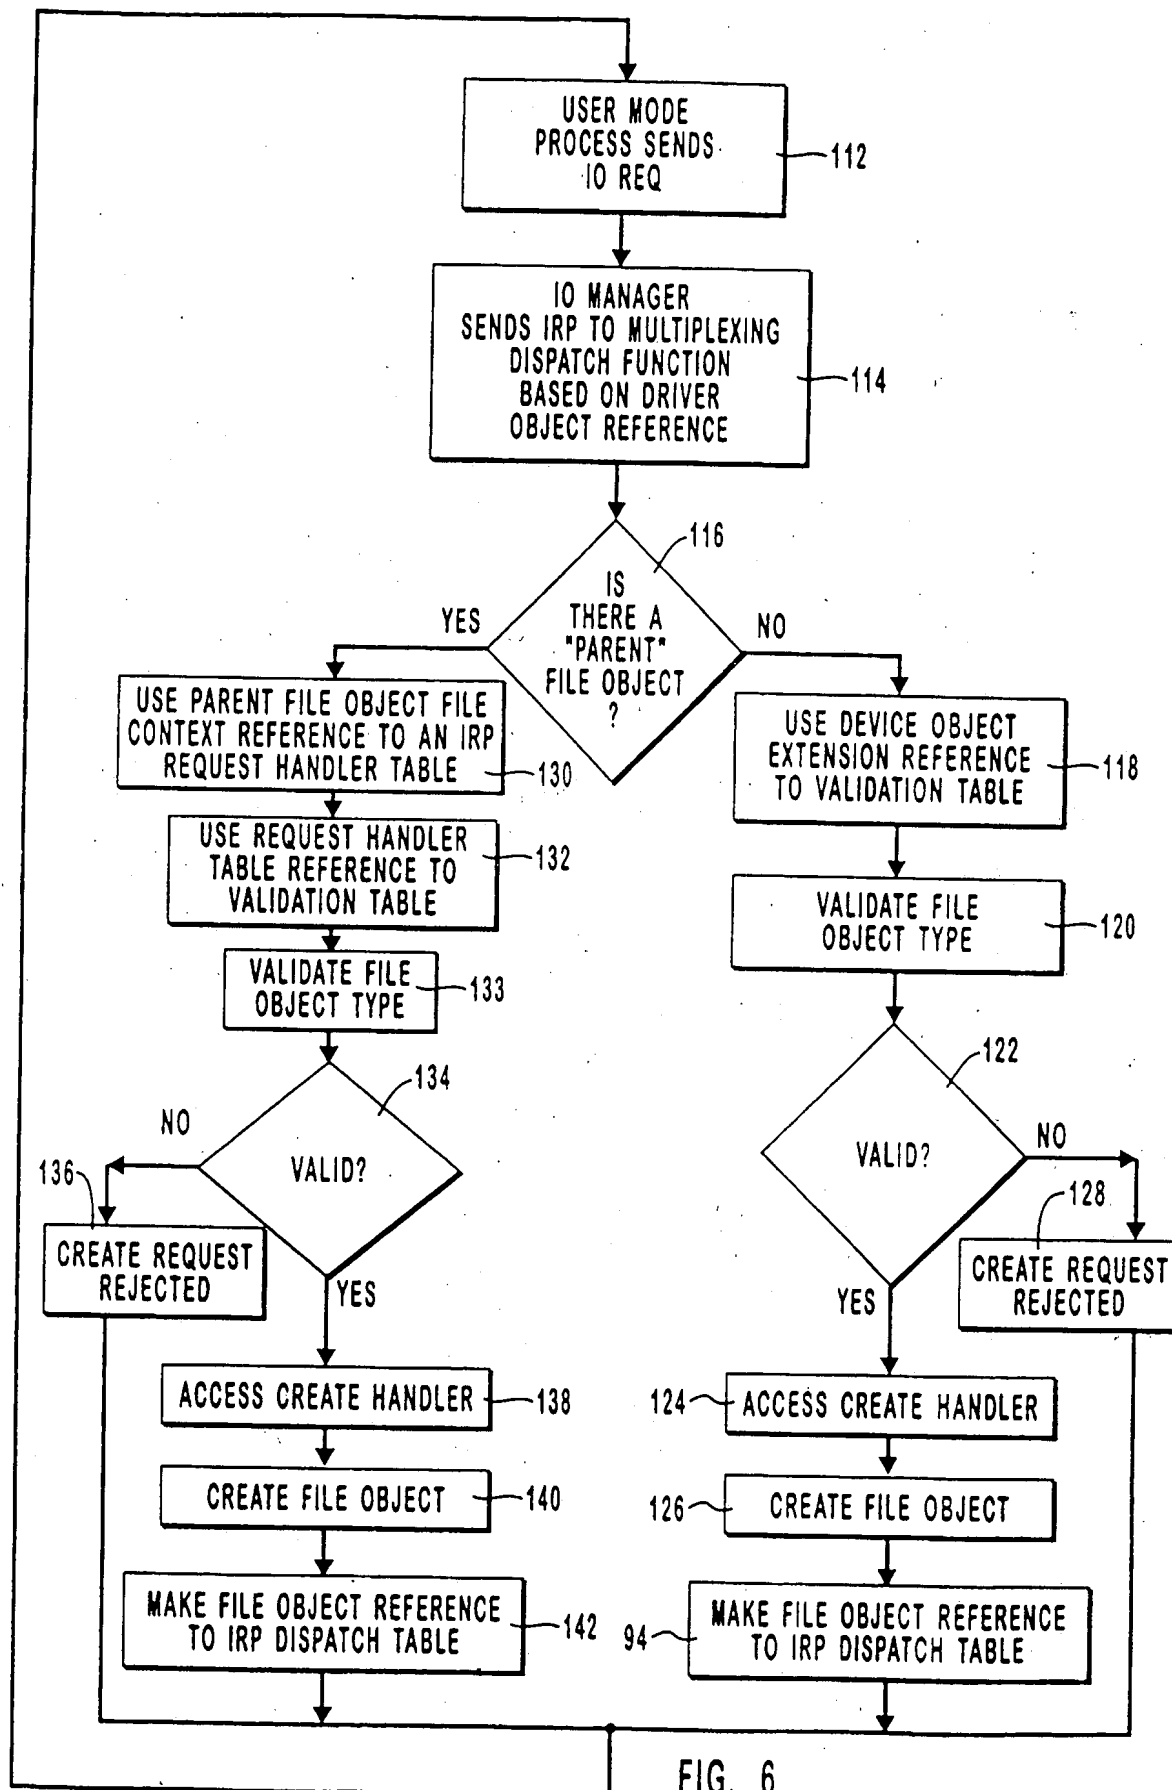 USER MODE
PROCESS SENDS
IO REQ
112
IO MANAGER
SENDS IRP TO MULTIPLEXING
DISPATCH FUNCTION
BASED ON DRIVER
OBJECT REFERENCE
114
116
IS
THERE A
"PARENT"
FILE OBJECT
?
YES
NO
USE PARENT FILE OBJECT FILE
CONTEXT REFERENCE TO AN IRP
REQUEST HANDLER TABLE
130
USE REQUEST HANDLER
TABLE REFERENCE TO
VALIDATION TABLE
132
VALIDATE FILE
OBJECT TYPE
133
134
VALID?
NO
136
CREATE REQUEST
REJECTED
YES
ACCESS CREATE HANDLER
138
CREATE FILE OBJECT
140
MAKE FILE OBJECT REFERENCE
TO IRP DISPATCH TABLE
142
USE DEVICE OBJECT
EXTENSION REFERENCE
TO VALIDATION TABLE
118
VALIDATE FILE
OBJECT TYPE
120
122
VALID?
NO
128
CREATE REQUEST
REJECTED
YES
124
ACCESS CREATE HANDLER
126
CREATE FILE OBJECT
94
MAKE FILE OBJECT REFERENCE
TO IRP DISPATCH TABLE
FIG. 6